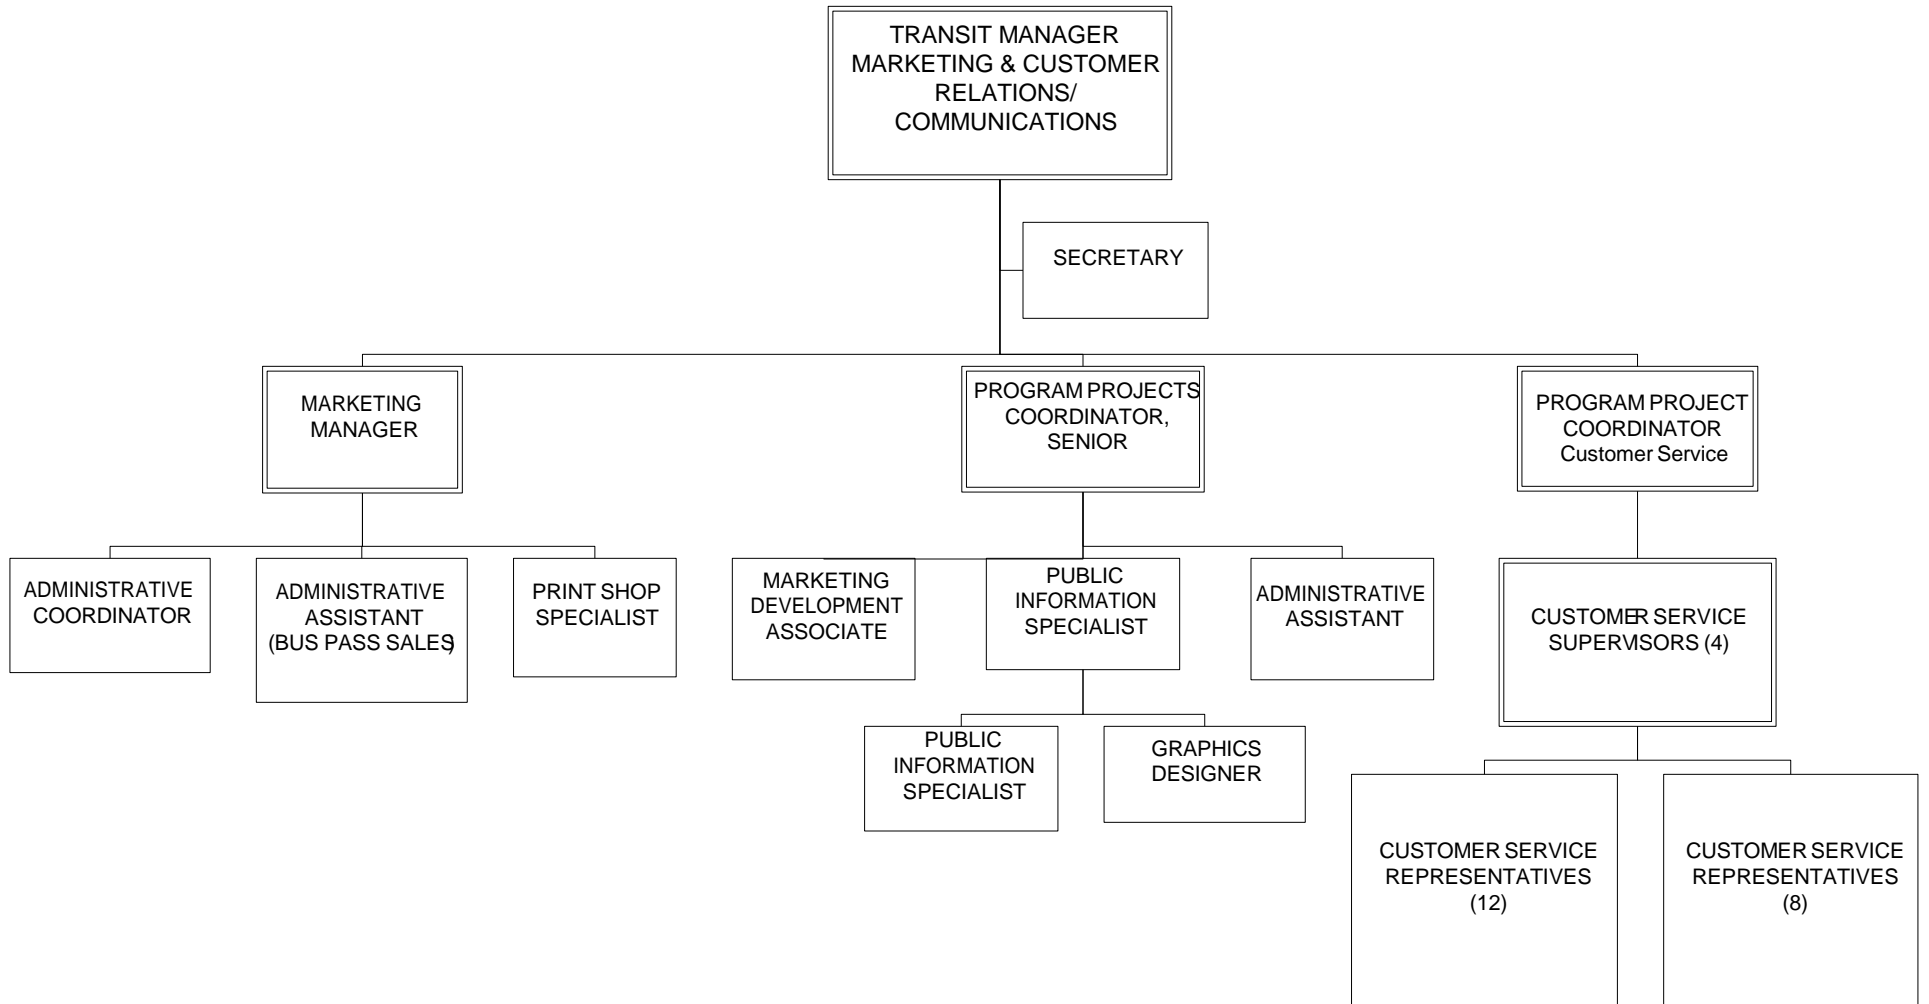 TRANSIT MANAGER
MARKETING & CUSTOMER
RELATIONS/
COMMUNICATIONS
SECRETARY
MARKETING
MANAGER
PROGRAM PROJECTS
COORDINATOR,
SENIOR
PROGRAM PROJECT
COORDINATOR
Customer Service
ADMINISTRATIVE
COORDINATOR
ADMINISTRATIVE
ASSISTANT
(BUS PASS SALES)
PRINT SHOP
SPECIALIST
MARKETING
DEVELOPMENT
ASSOCIATE
PUBLIC
INFORMATION
SPECIALIST
ADMINISTRATIVE
ASSISTANT
CUSTOMER SERVICE
SUPERVISORS (4)
PUBLIC
INFORMATION
SPECIALIST
GRAPHICS
DESIGNER
CUSTOMER SERVICE
REPRESENTATIVES
(12)
CUSTOMER SERVICE
REPRESENTATIVES
(8)